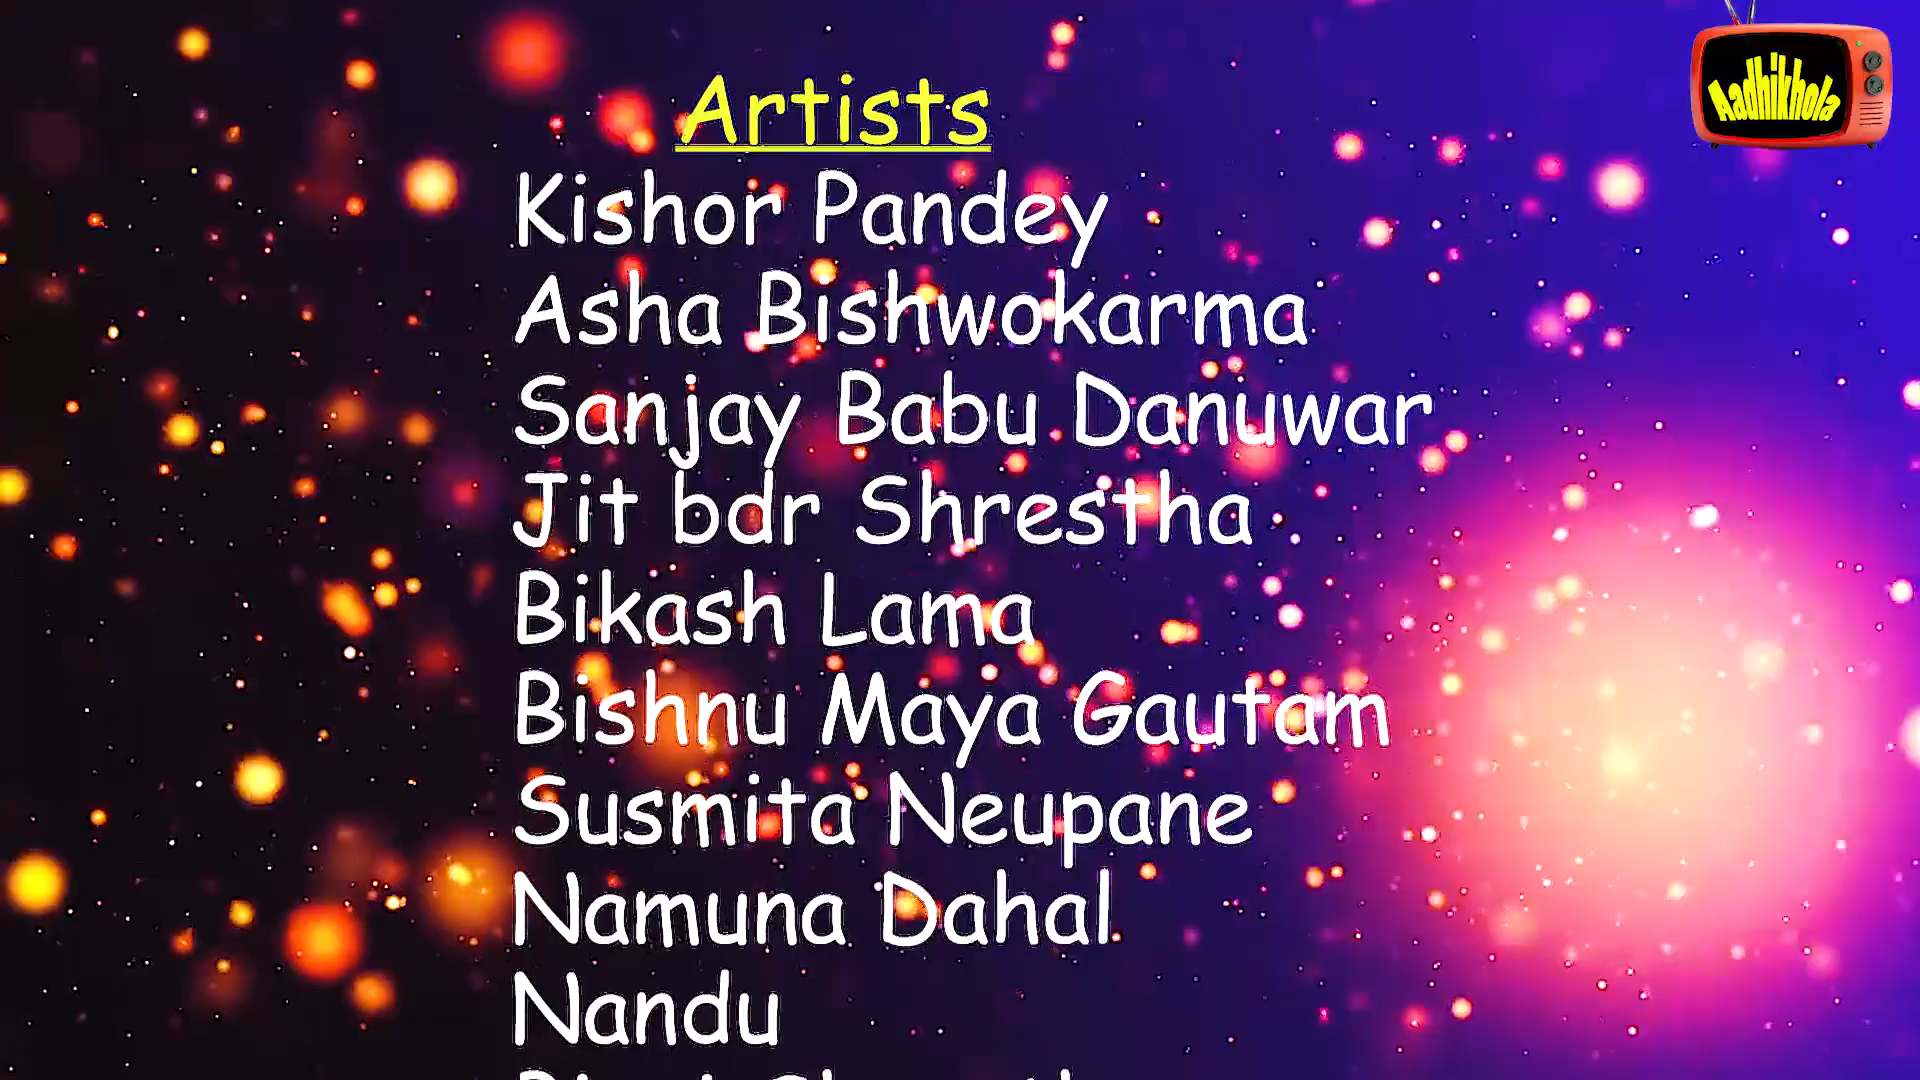 Artists
Aadhikhola
Kishor Pandey
Asha Bishwokarma
Sanjay Babu Danuwar
Jit bdr Shrestha
Bikash Lama
Bishnu Maya Gautam
Susmita Neupane
Namuna Dahal
Nandu